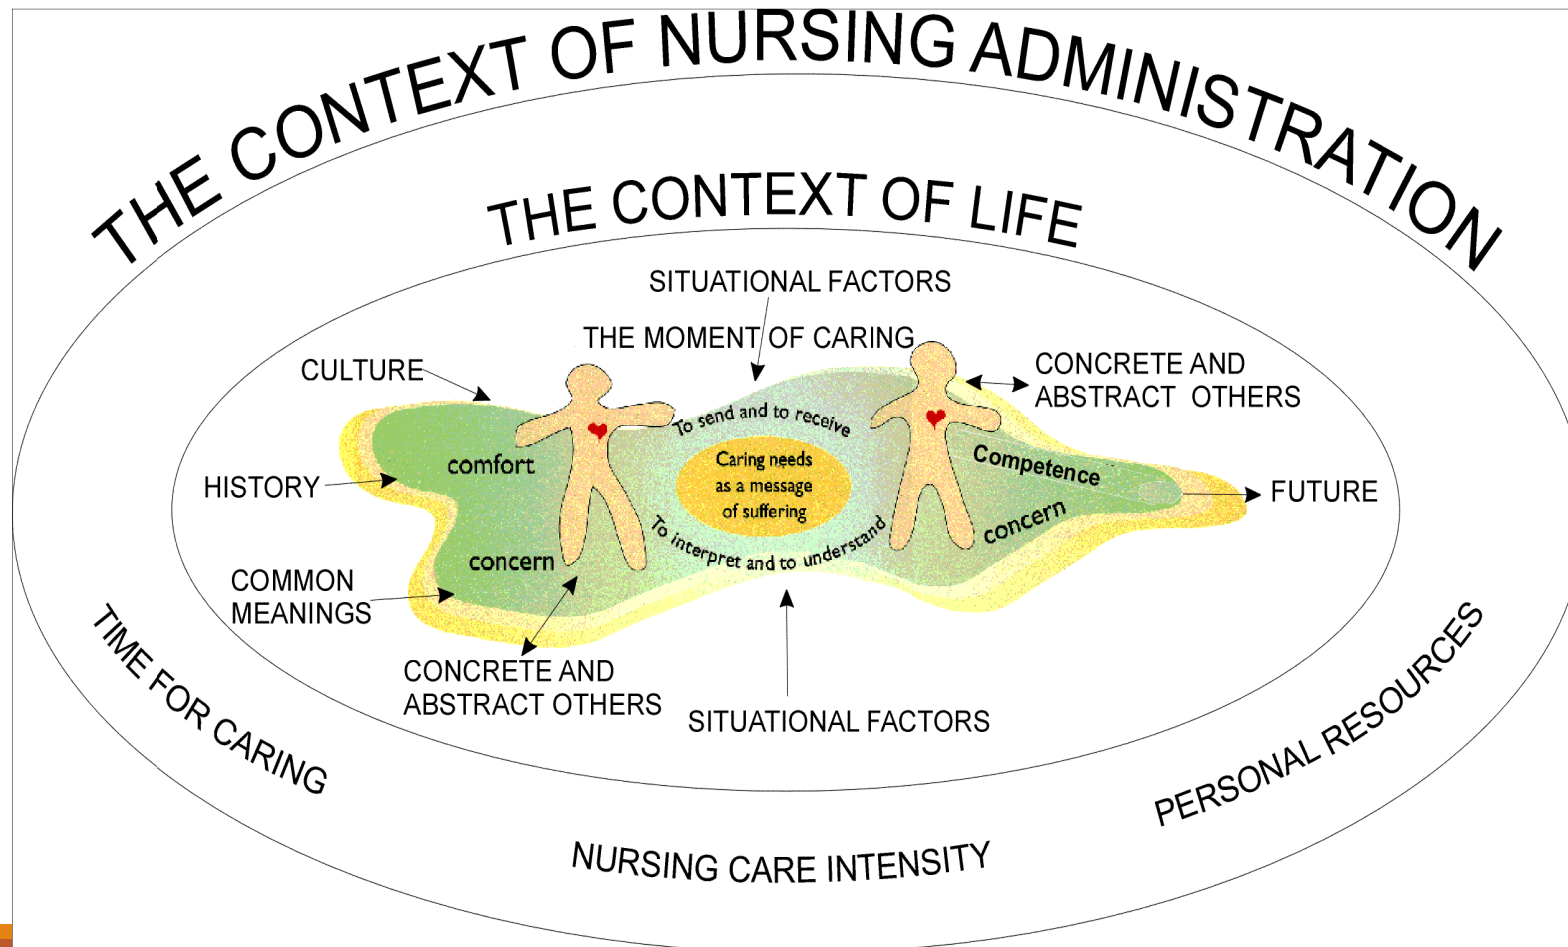 THE CONTEXT OF NURSING ADMINISTRATION
THE CONTEXT OF LIFE
SITUATIONAL FACTORS
THE MOMENT OF CARING
CULTURE
CONCRETE AND
ABSTRACT OTHERS
To send and to receive
comfort
Caring needs
as a message
of suffering
Competence
HISTORY
FUTURE
concern
To interpret and to understand
concern
COMMON
MEANINGS
CONCRETE AND
ABSTRACT OTHERS
SITUATIONAL FACTORS
TIME FOR CARING
PERSONAL RESOURCES
NURSING CARE INTENSITY